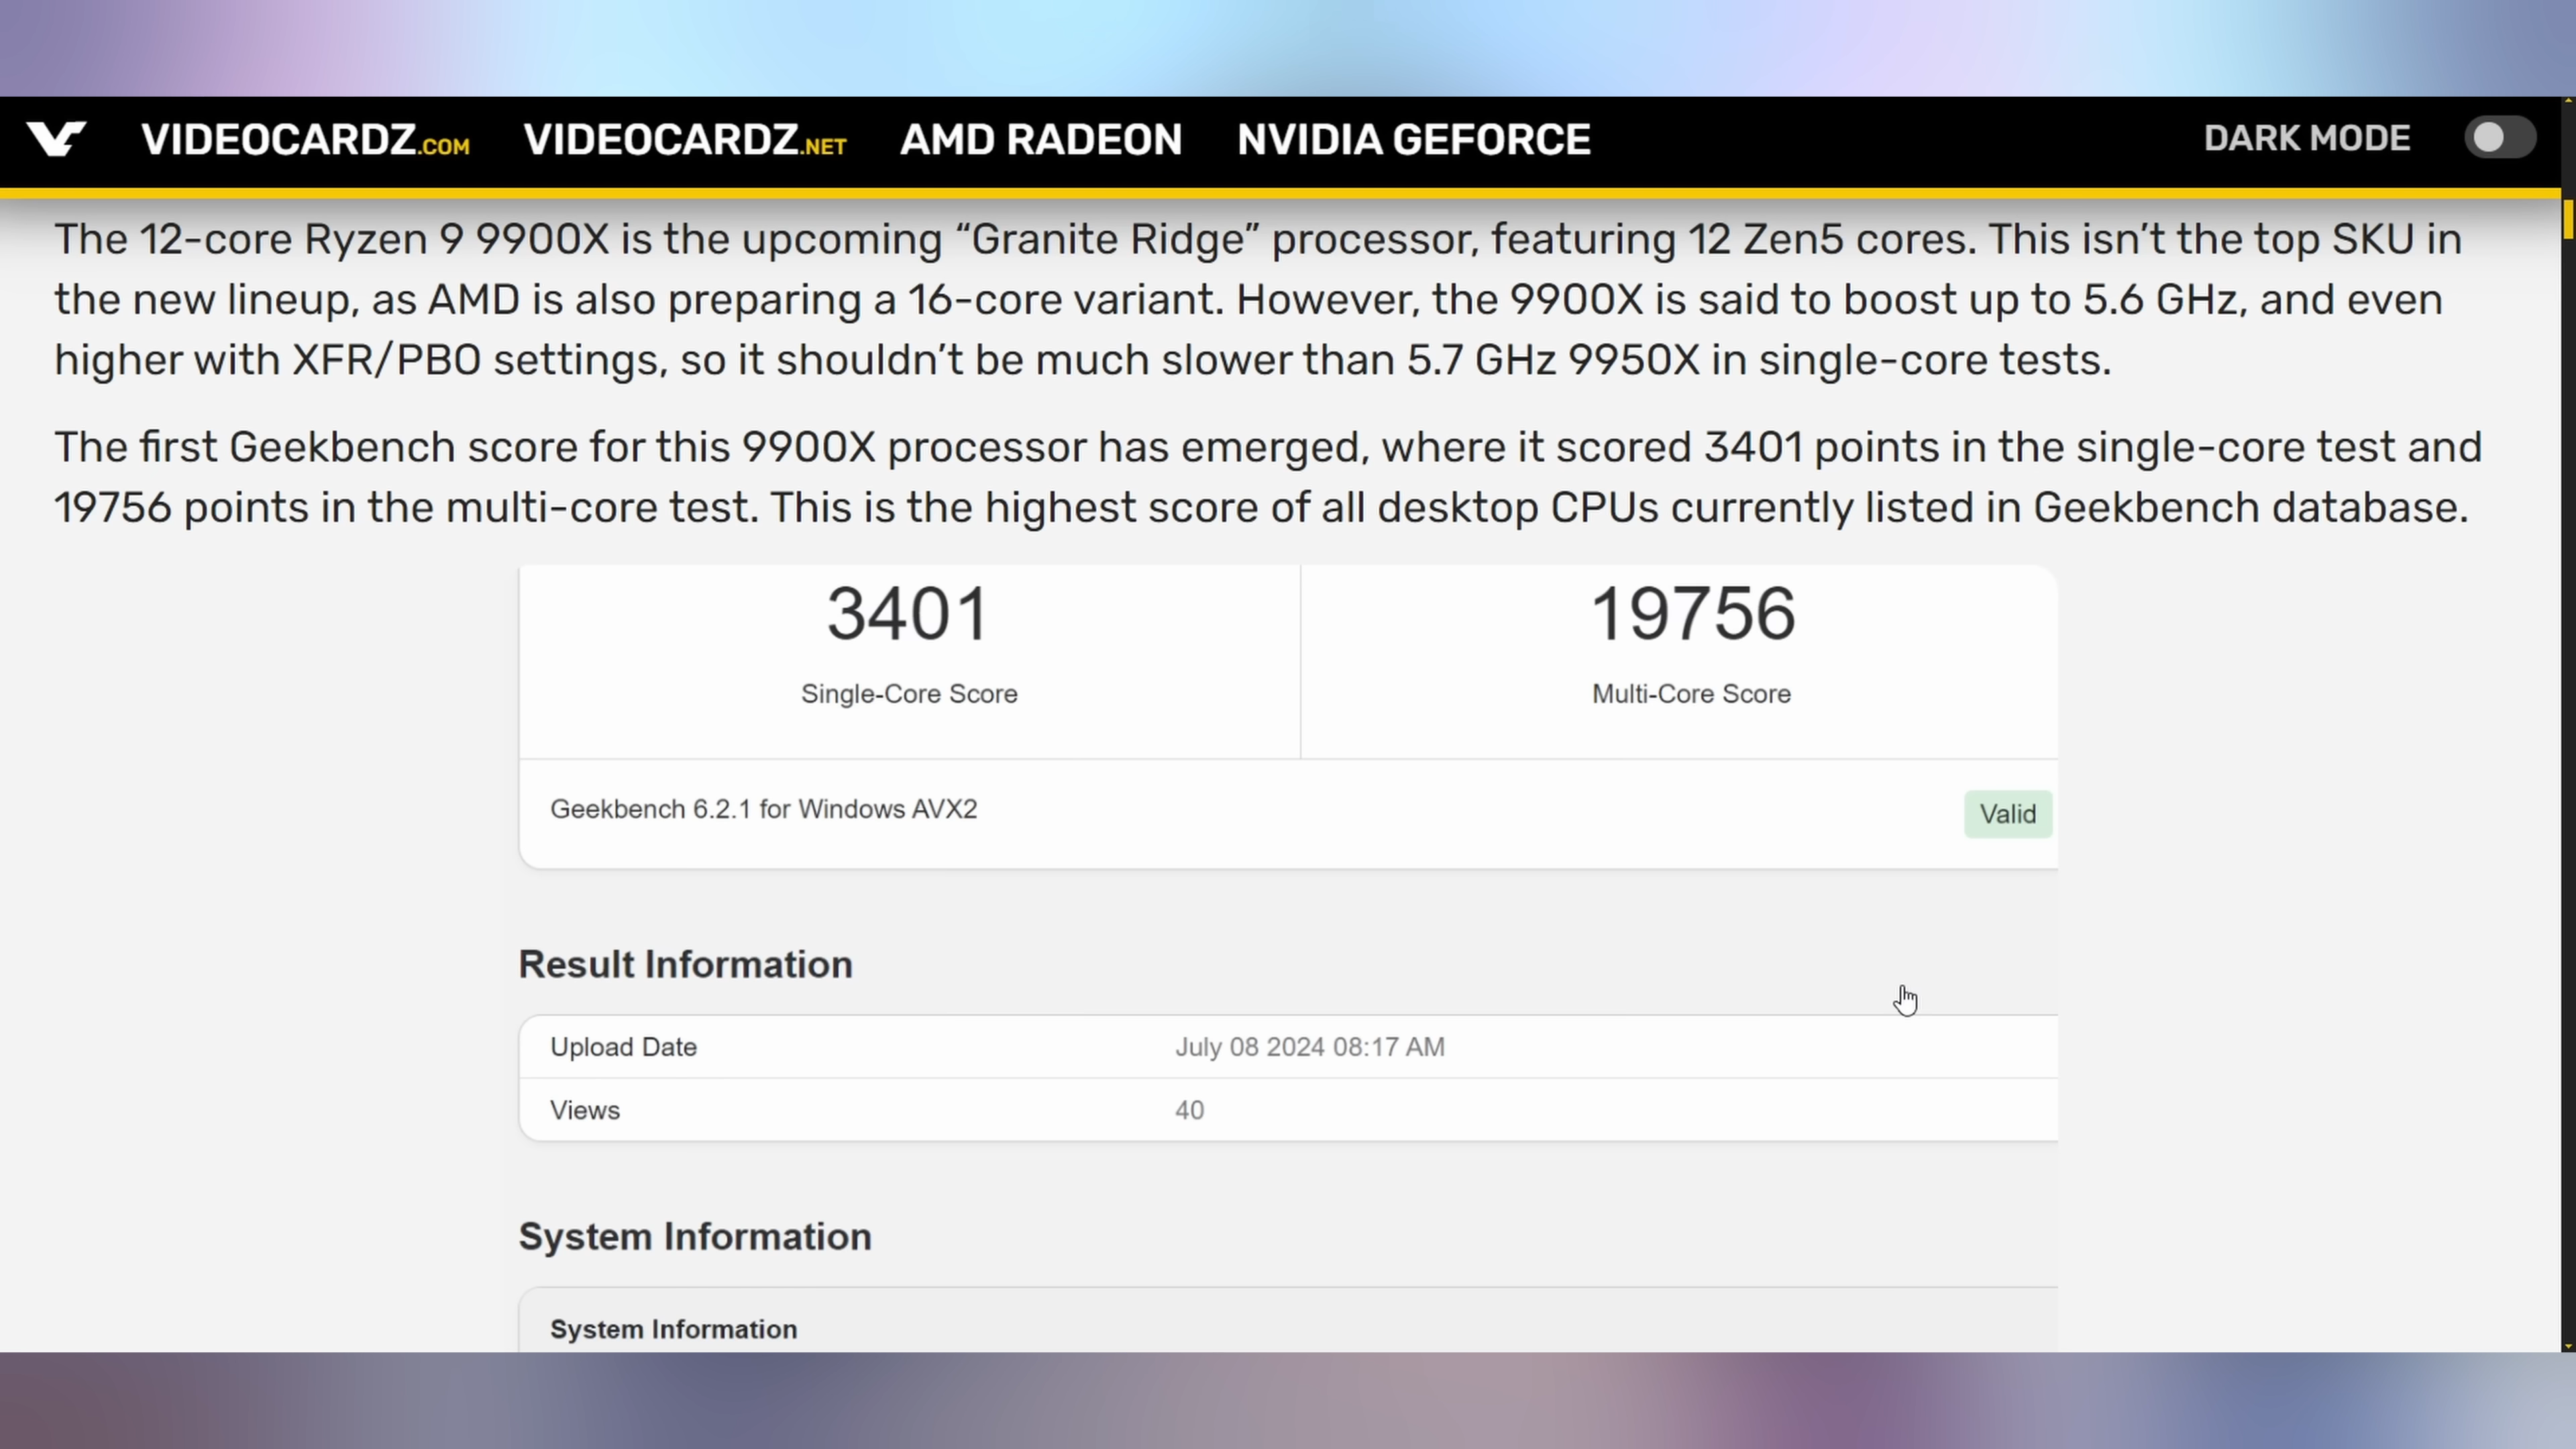 VIDEOCARDZ.COM VIDEOCARDZ.NET AMD RADEON NVIDIA GEFORCE DARK MODE
The 12-core Ryzen 9 9900X is the upcoming “Granite Ridge” processor, featuring 12 Zen5 cores. This isn’t the top SKU in
the new lineup, as AMD is also preparing a 16-core variant. However, the 9900X is said to boost up to 5.6 GHz, and even
higher with XFR/PBO settings, so it shouldn’t be much slower than 5.7 GHz 9950X in single-core tests.
The first Geekbench score for this 9900X processor has emerged, where it scored 3401 points in the single-core test and
19756 points in the multi-core test. This is the highest score of all desktop CPUs currently listed in Geekbench database.
3401 19756
Single-Core Score Multi-Core Score
Geekbench 6.2.1 for Windows AVX2 Valid
Result Information
Upload Date July 08 2024 08:17 AM
Views 40
System Information
System Information